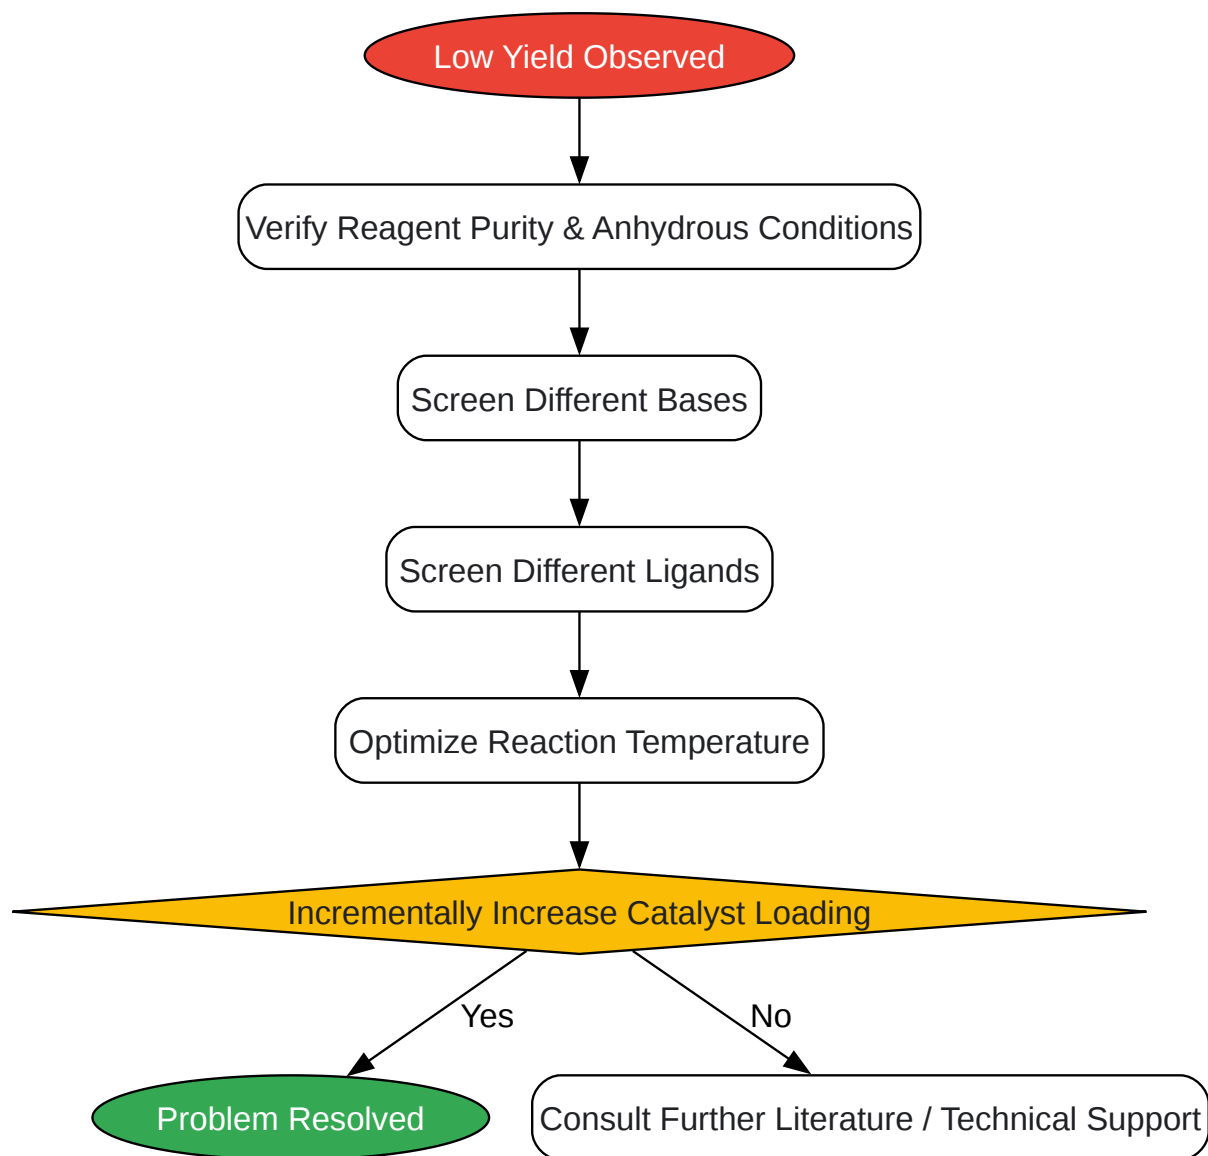 Low Yield Observed
Verify Reagent Purity & Anhydrous Conditions
Screen Different Bases
Screen Different Ligands
Optimize Reaction Temperature
Incrementally Increase Catalyst Loading
Yes
No
Problem Resolved
Consult Further Literature / Technical Support